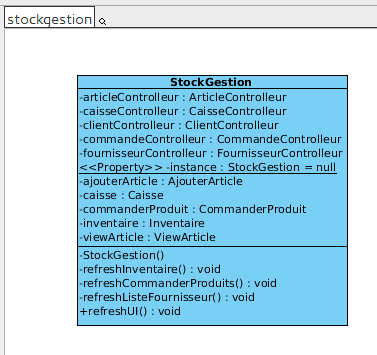 stockgestion
StockGestion
-articleControlleur : ArticleControlleur
-caisseControlleur : CaisseControlleur
-clientControlleur : ClientControlleur
-commandeControlleur : CommandeControlleur
-fournisseurControlleur : FournisseurControlleur
<<Property>> -instance : StockGestion = null
-ajouterArticle : AjouterArticle
-caisse : Caisse
-commanderProduit : CommanderProduit
-inventaire : Inventaire
-viewArticle : ViewArticle
-StockGestion()
-refreshInventaire() : void
-refreshCommanderProduits() : void
-refreshListeFournisseur() : void
+refreshUI() : void